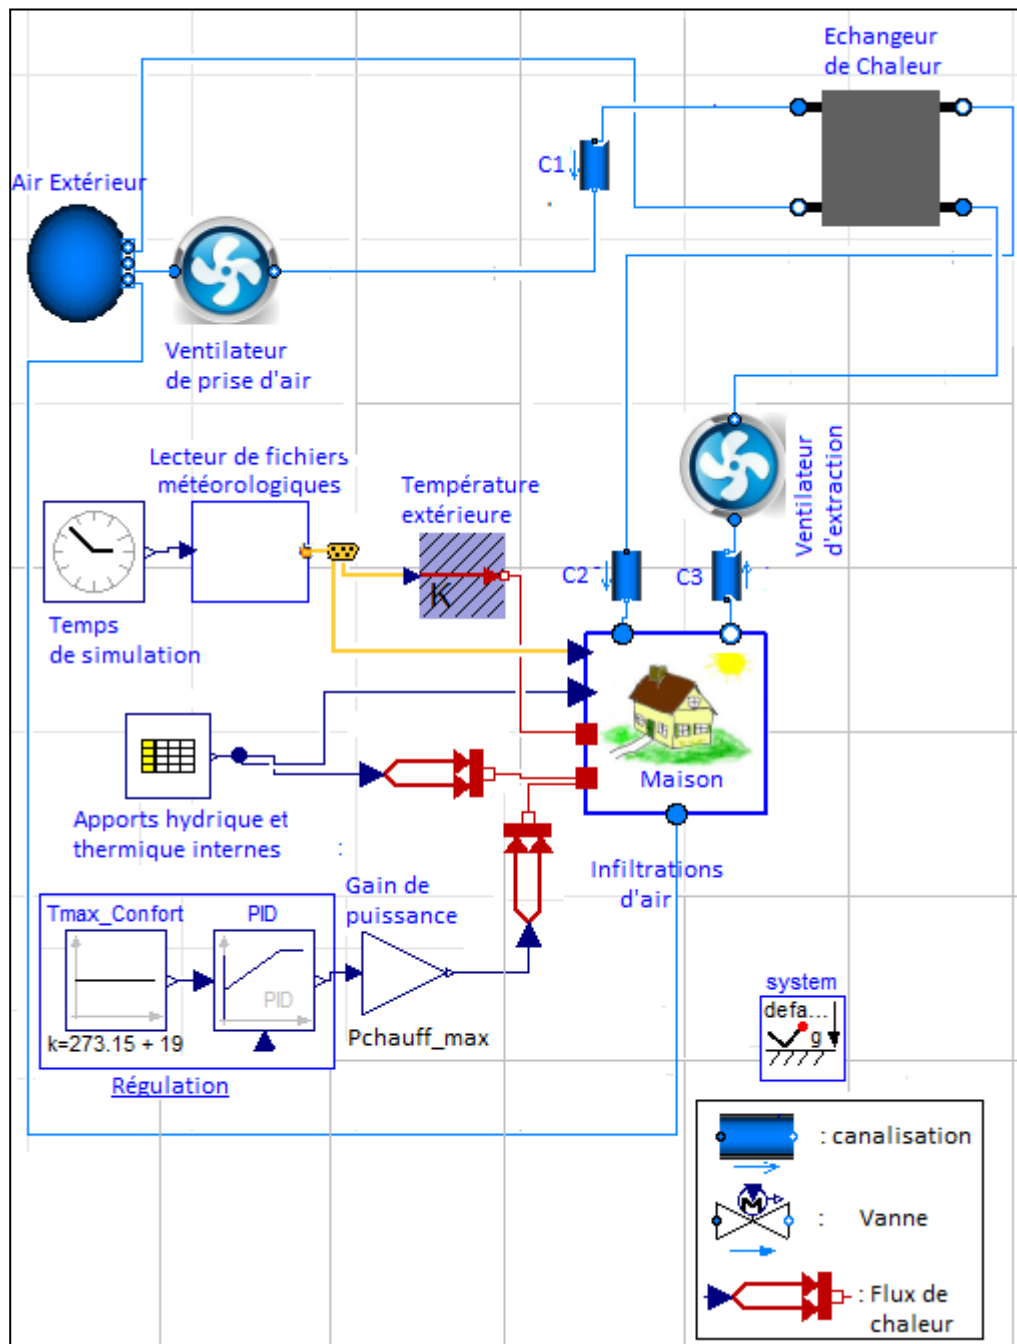 Echangeur
de Chaleur
C1
Air Extérieur
Ventilateur
de prise d'air
Lecteur de fichiers
météorologiques
Température
extérieure
K
Ventilateur
d'extraction
C2
C3
Temps
de simulation
Maison
Apports hydrique et
thermique internes
:
Infiltrations
d'air
Gain de
puissance
Tmax_Confort
PID
PID
k=273.15 + 19
Pchauff_max
Régulation
system
defa...
g
: canalisation
M
: Vanne
: Flux de
chaleur